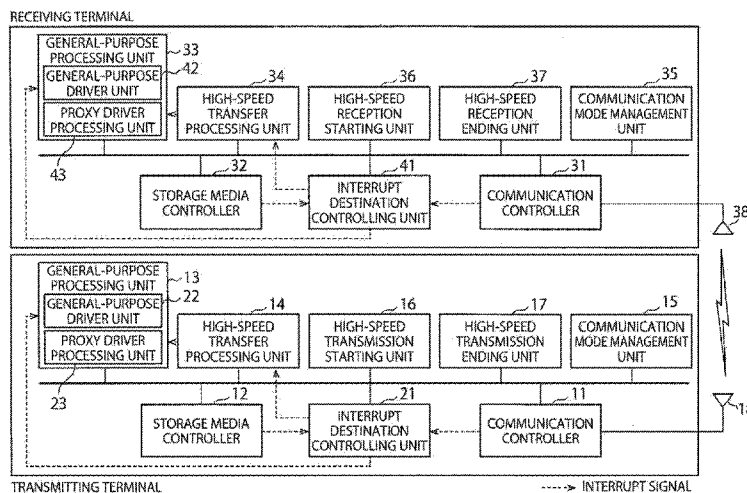 RECEIVING TERMINAL
GENERAL-PURPOSE
PROCESSING UNIT
33
GENERAL-PURPOSE
DRIVER UNIT
42
PROXY DRIVER
PROCESSING UNIT
43
34
HIGH-SPEED
TRANSFER
PROCESSING UNIT
36
HIGH-SPEED
RECEPTION
STARTING UNIT
37
HIGH-SPEED
RECEPTION
ENDING UNIT
35
COMMUNICATION
MODE MANAGEMENT
UNIT
32
STORAGE MEDIA
CONTROLLER
41
INTERRUPT
DESTINATION
CONTROLLING UNIT
31
COMMUNICATION
CONTROLLER
38
GENERAL-PURPOSE
PROCESSING UNIT
13
GENERAL-PURPOSE
DRIVER UNIT
22
PROXY DRIVER
PROCESSING UNIT
23
14
HIGH-SPEED
TRANSFER
PROCESSING UNIT
16
HIGH-SPEED
TRANSMISSION
STARTING UNIT
17
HIGH-SPEED
TRANSMISSION
ENDING UNIT
15
COMMUNICATION
MODE MANAGEMENT
UNIT
12
STORAGE MEDIA
CONTROLLER
21
INTERRUPT
DESTINATION
CONTROLLING UNIT
11
COMMUNICATION
CONTROLLER
TRANSMITTING TERMINAL
INTERRUPT SIGNAL